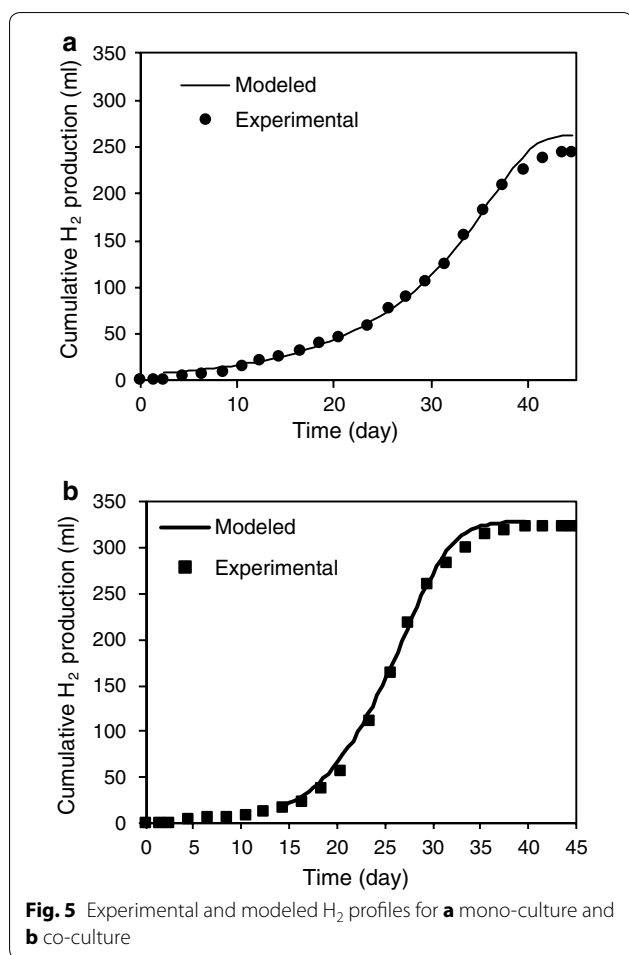 a
350
300
250
200
150
100
50
0
Cumulative H₂ production (ml)
Modeled
Experimental
0 10 20 30 40
Time (day)
b
350
300
250
200
150
100
50
0
Cumulative H₂ production (ml)
Modeled
Experimental
0 5 10 15 20 25 30 35 40 45
Time (day)
Fig. 5 Experimental and modeled H₂ profiles for a mono-culture and
b co-culture